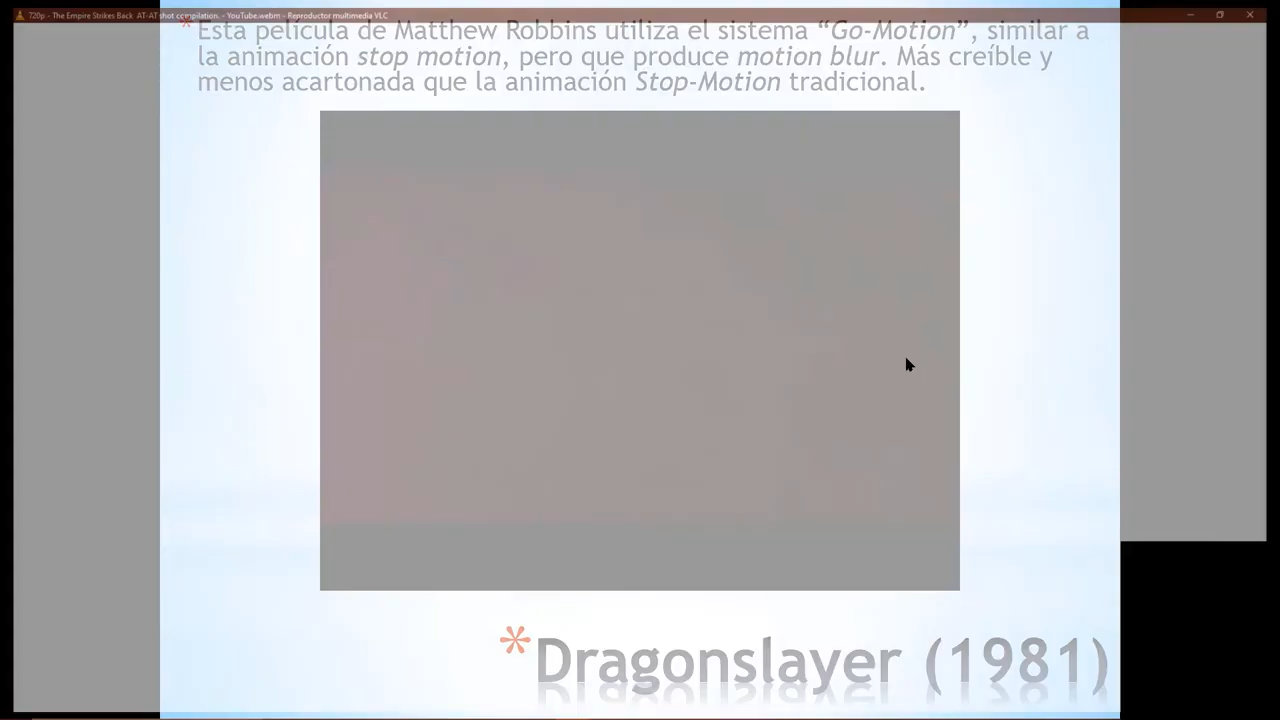 720p - The Empire Strikes Back  AT-AT shot compilation. - YouTube.webm - Reproductor multimedia VLC
* Esta película de Matthew Robbins utiliza el sistema “Go-Motion”, similar a
la animación stop motion, pero que produce motion blur. Más creíble y
menos acartonada que la animación Stop-Motion tradicional.
* Dragonslayer (1981)